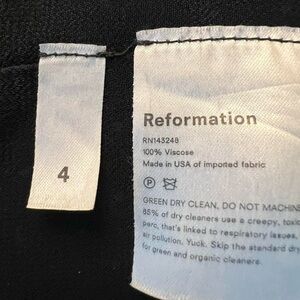 4
Reformation
RN143248
100% Viscose
Made in USA of imported fabric
P
GREEN DRY CLEAN, DO NOT MACHINE
85% of dry cleaners use a creepy, toxic
perc, that's linked to respiratory issues,
air pollution. Yuck. Skip the standard dry
for green and organic cleaners.